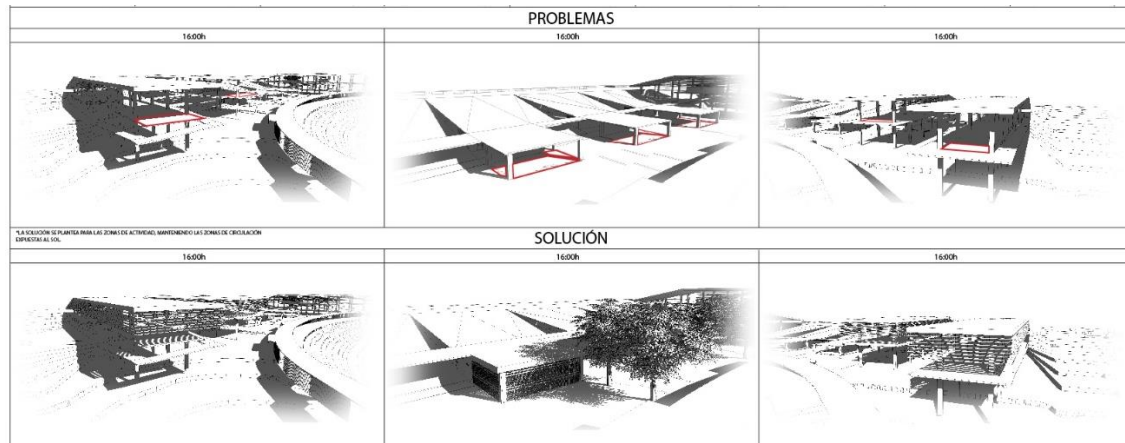 PROBLEMAS
16:00h
16:00h
16:00h
*LA SOLUCIÓN SE PLANTEA PARA LAS ZONAS DE ACTIVIDAD, MANTENIENDO LAS ZONAS DE CIRCULACIÓN
EXPUESTAS AL SOL.
SOLUCIÓN
16:00h
16:00h
16:00h